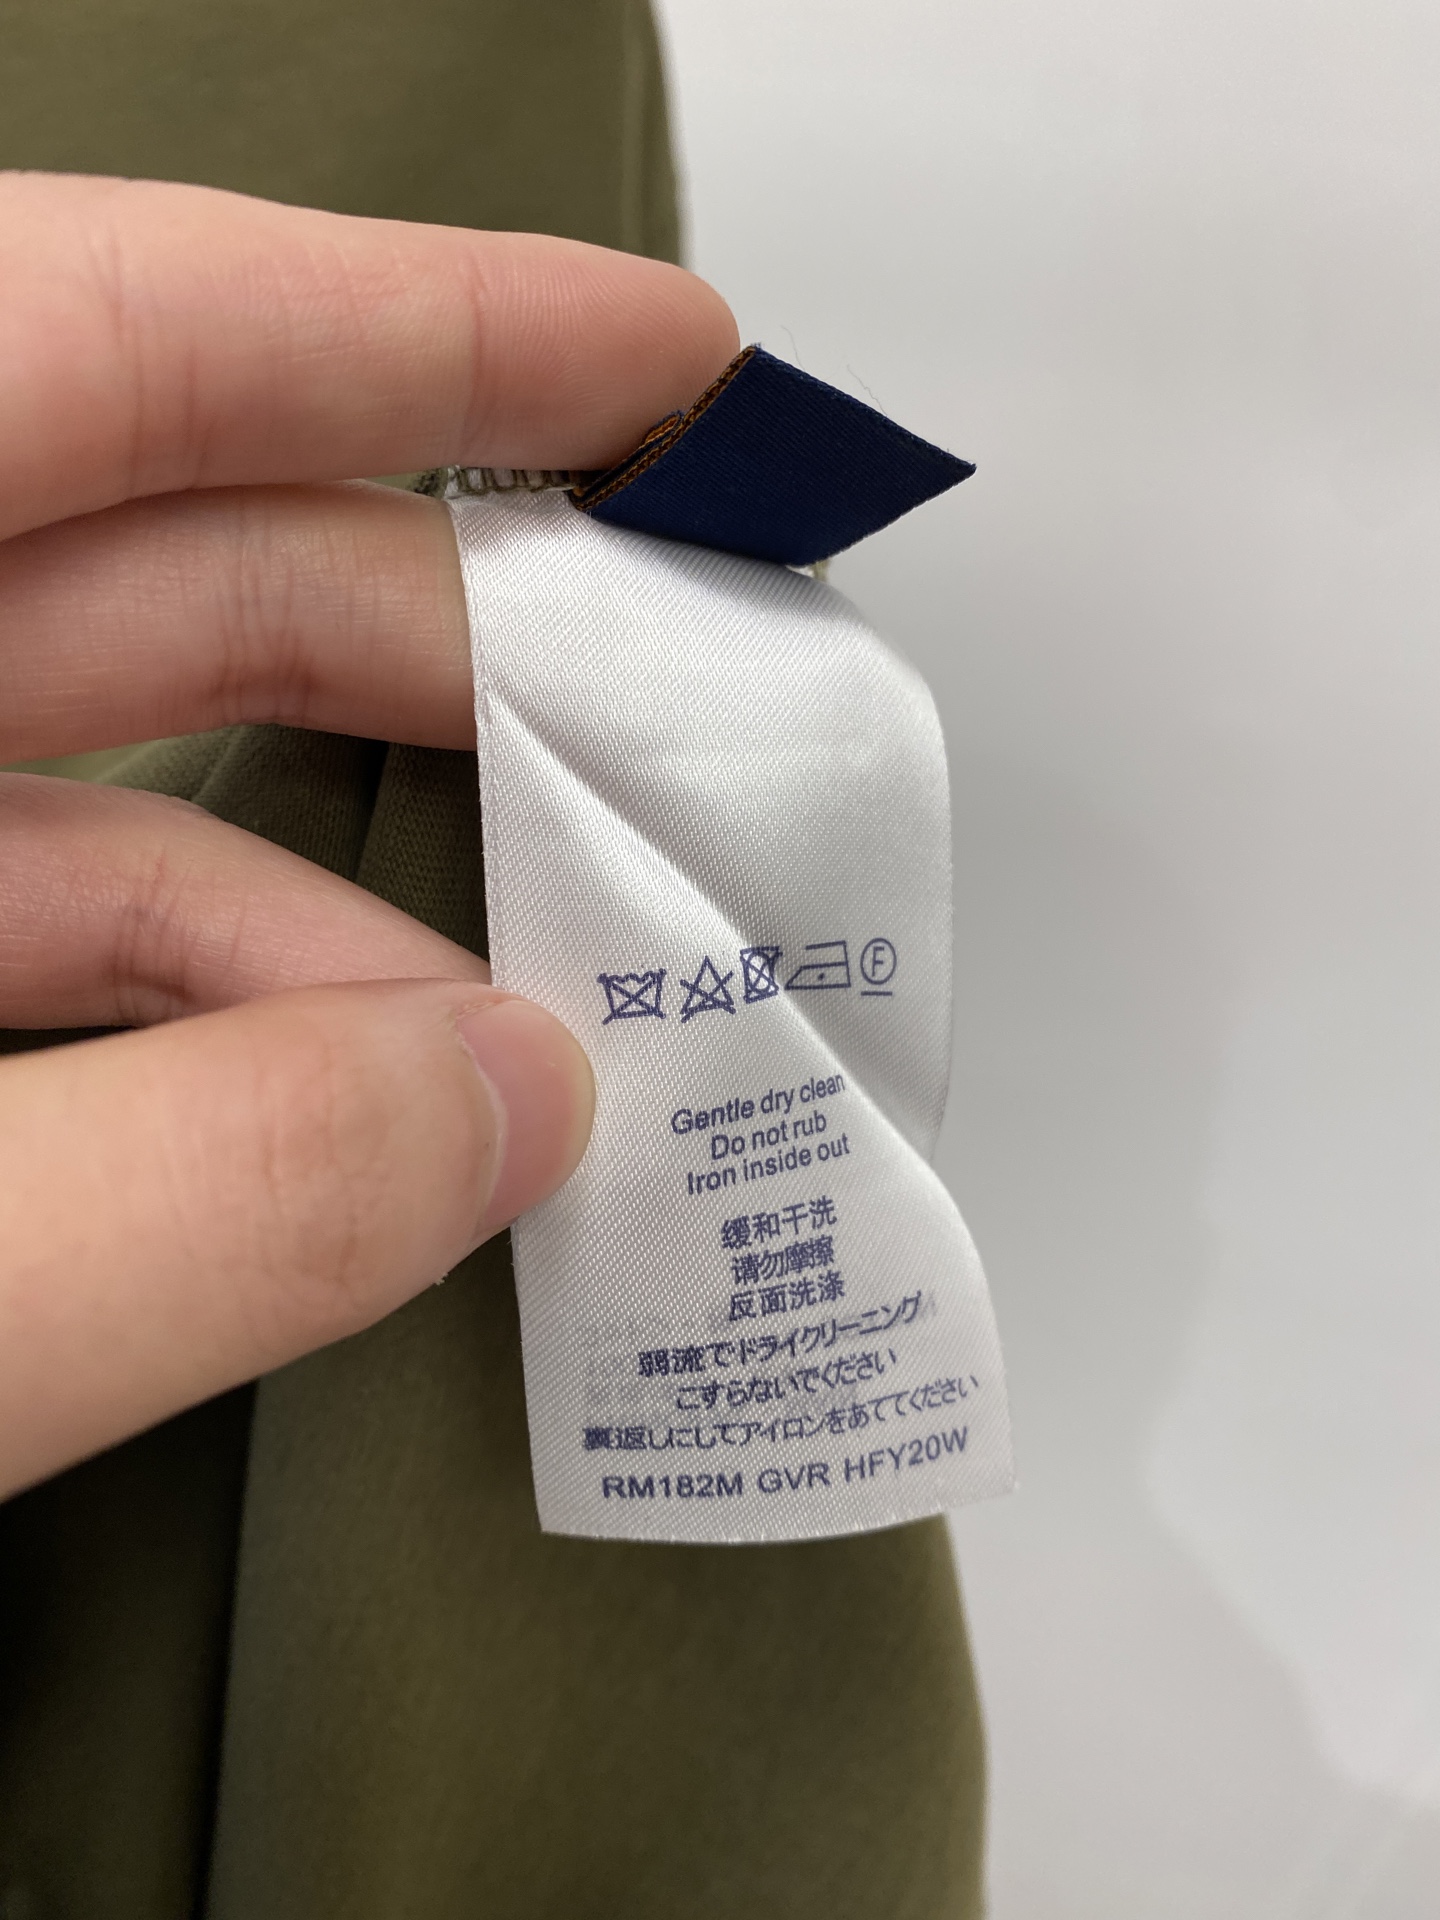 F
Gentle dry clean
Do not rub
Iron inside out
缓和干洗
请勿摩擦
反面洗涤
弱流でドライクリーニング
こすらないでください
裏返しにしてアイロンをあててください
RM182M GVR HFY20W